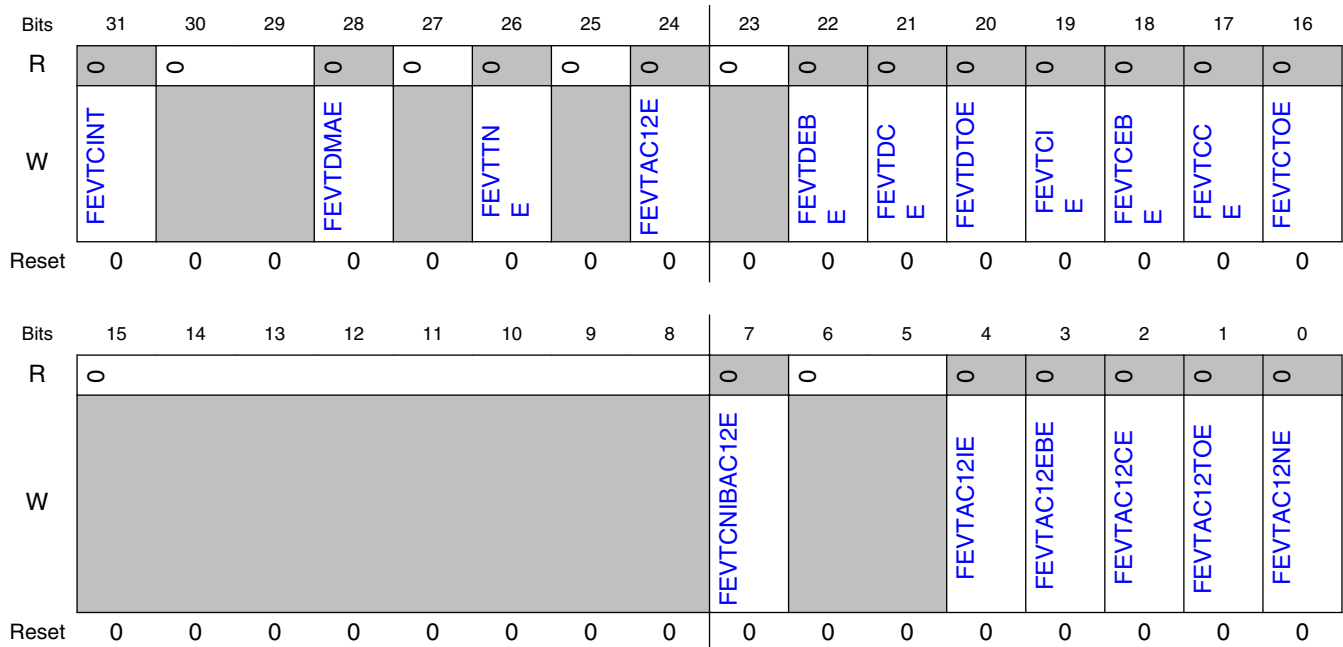 Bits 31 30 29 28 27 26 25 24 23 22 21 20 19 18 17 16
R 0 0 0 0 0 0 0 0 0 0 0 0 0 0 0
W FEVTCINT FEVTDMAE FEVTTN FEVTAC12E FEVTDEB FEVTDC FEVTDTOE FEVTCI FEVTCEB FEVTCC FEVTCTOE
E E E E E E
Reset 0 0 0 0 0 0 0 0 0 0 0 0 0 0 0 0
Bits 15 14 13 12 11 10 9 8 7 6 5 4 3 2 1 0
R 0 0 0 0 0 0 0 0
W FEVTCNIBAC12E FEVTAC12IE FEVTAC12EBE FEVTAC12CE FEVTAC12TOE FEVTAC12NE
Reset 0 0 0 0 0 0 0 0 0 0 0 0 0 0 0 0